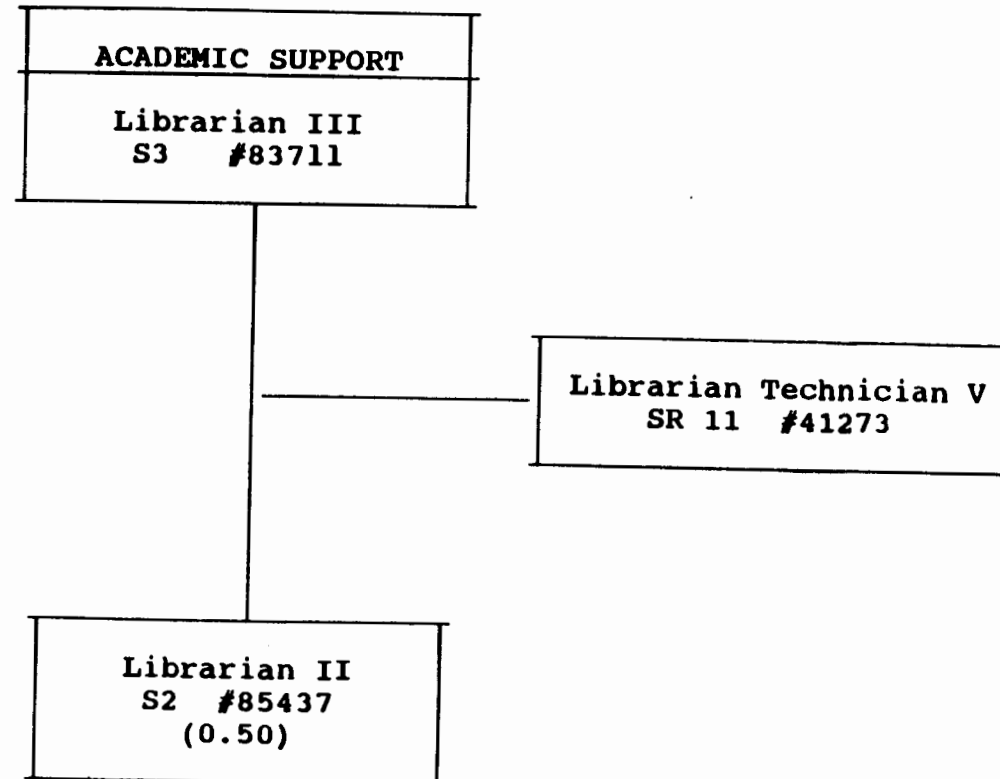 ACADEMIC SUPPORT
Librarian III
S3 #83711
Librarian Technician V
SR 11 #41273
Librarian II
S2 #85437
(0.50)